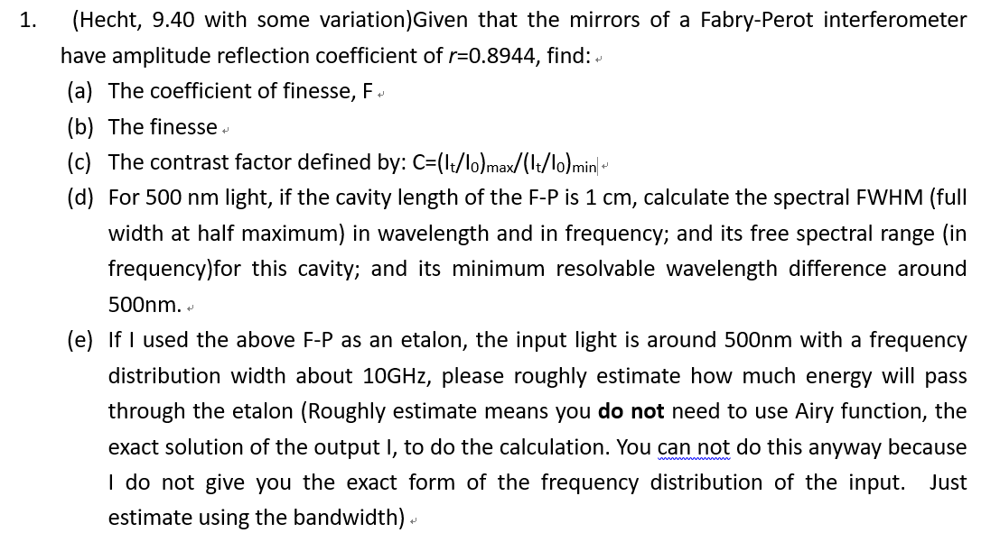 1. (Hecht, 9.40 with some variation)Given that the mirrors of a Fabry-Perot interferometer
have amplitude reflection coefficient of r=0.8944, find:
(a) The coefficient of finesse, F
(b) The finesse
(c) The contrast factor defined by: C=(It/I0)max/(It/I0)min
(d) For 500 nm light, if the cavity length of the F-P is 1 cm, calculate the spectral FWHM (full
width at half maximum) in wavelength and in frequency; and its free spectral range (in
frequency)for this cavity; and its minimum resolvable wavelength difference around
500nm.
(e) If I used the above F-P as an etalon, the input light is around 500nm with a frequency
distribution width about 10GHz, please roughly estimate how much energy will pass
through the etalon (Roughly estimate means you do not need to use Airy function, the
exact solution of the output I, to do the calculation. You can not do this anyway because
I do not give you the exact form of the frequency distribution of the input. Just
estimate using the bandwidth)